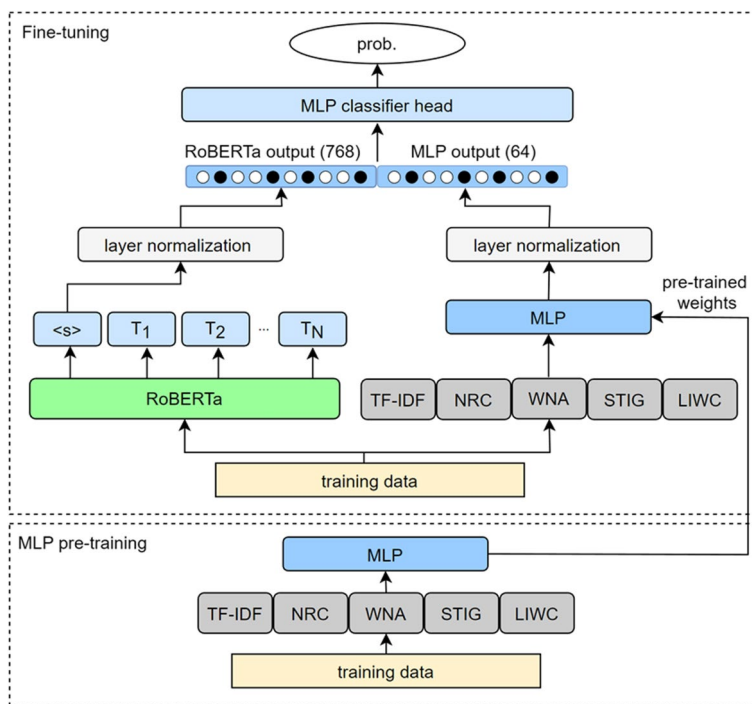 Fine-tuning
prob.
MLP classifier head
RoBERTa output (768) MLP output (64)
layer normalization layer normalization
pre-trained
weights
<s> T1 T2 ... TN
MLP
RoBERTa
TF-IDF NRC WNA STIG LIWC
training data
MLP pre-training
MLP
TF-IDF NRC WNA STIG LIWC
training data